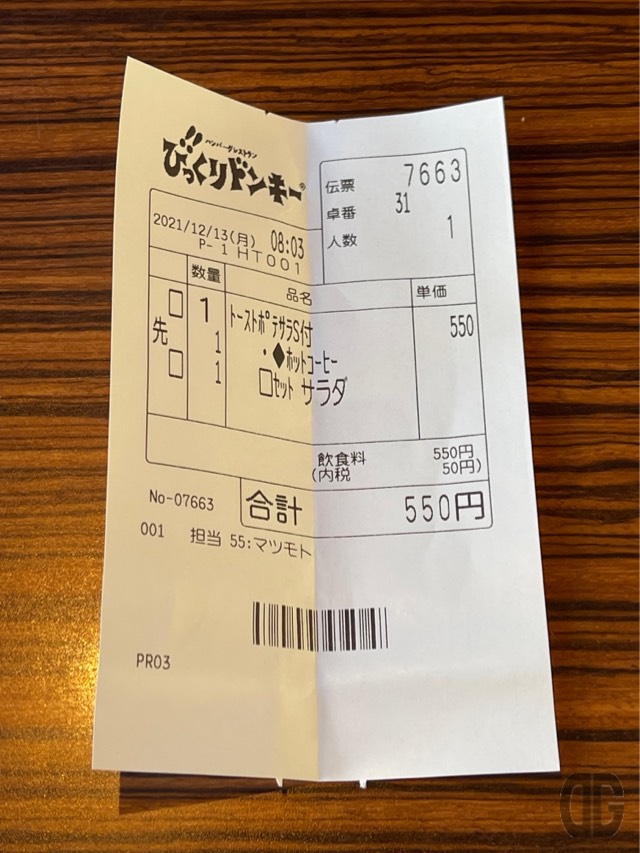 ハンバーグレストラン
びっくりドンキー®
伝票 7663
卓番 31
人数 1
2021/12/13(月) 08:03
P- 1 HT001
数量 品名 単価
□ 1 トーストポテサラS付 550
先 1 ・◆ホットコーヒー
□ 1 □セット サラダ
飲食料 550円
(内税 50円)
No-07663 合計 550円
001 担当 55:マツモト
PR03
DG